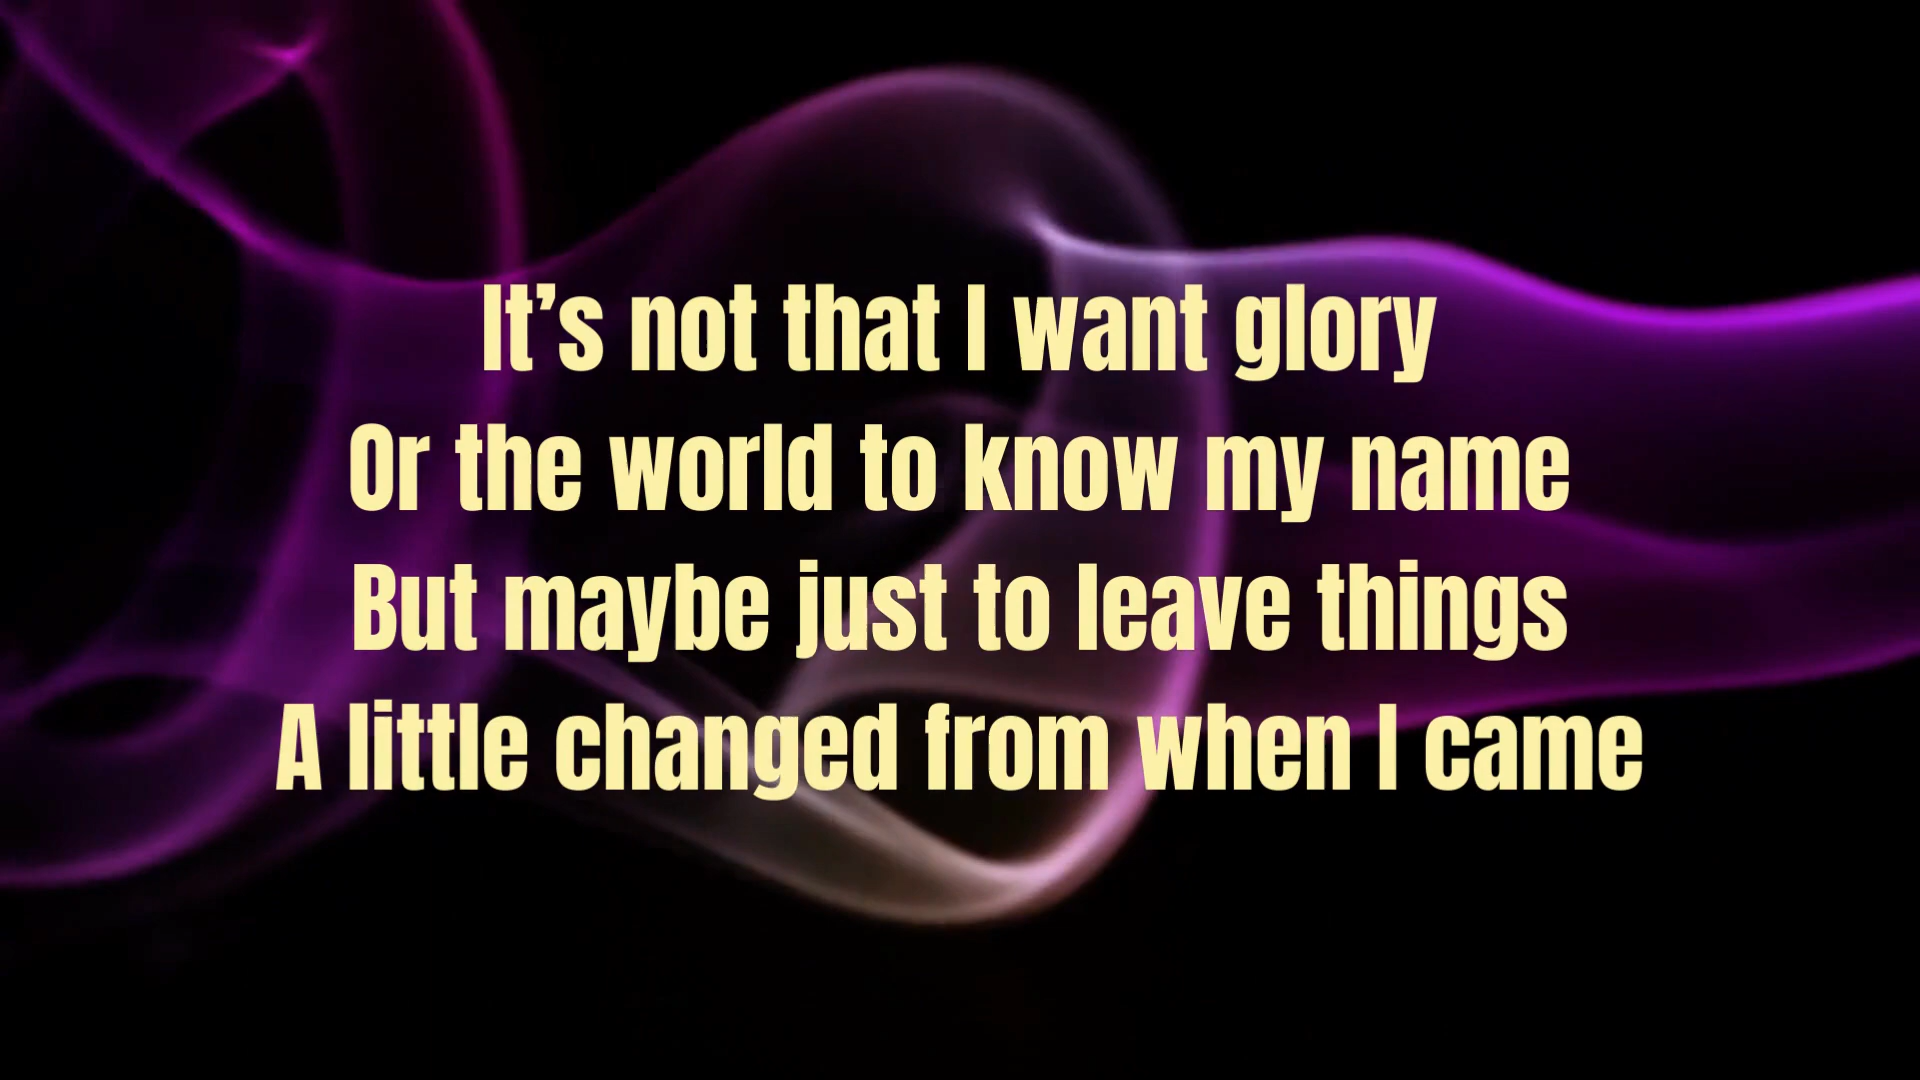 It’s not that I want glory
Or the world to know my name
But maybe just to leave things
A little changed from when I came